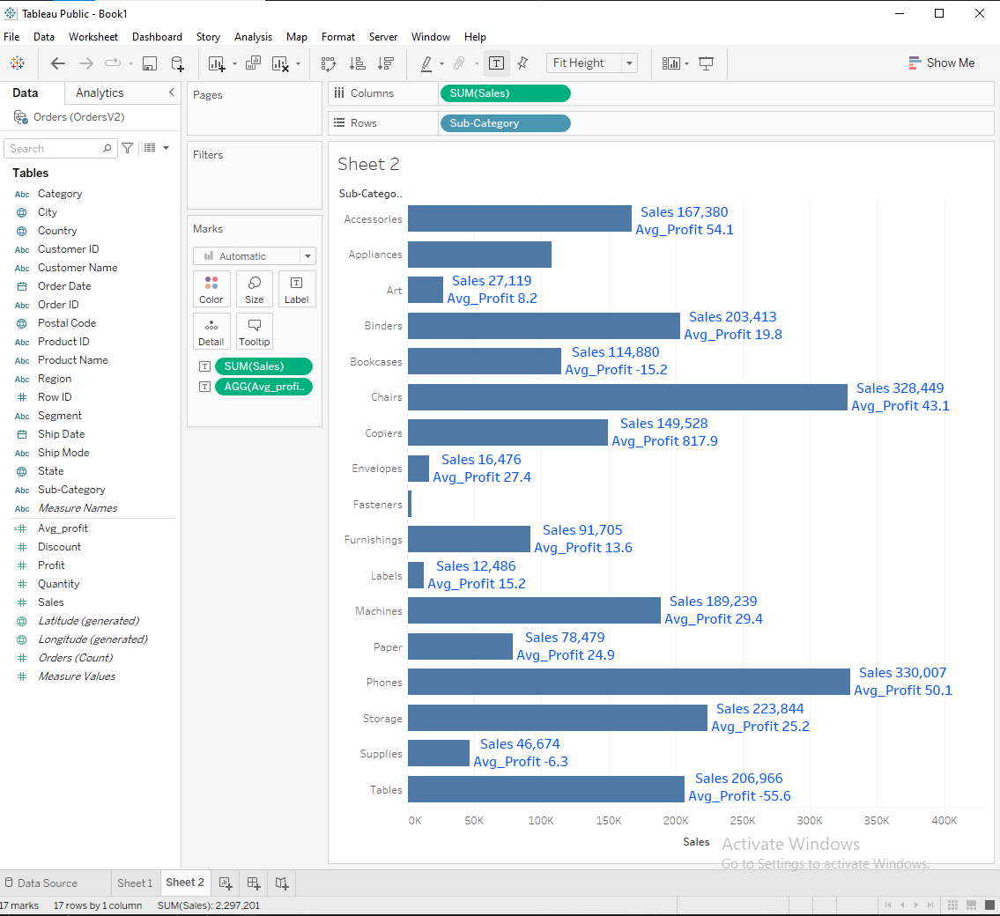 Tableau Public - Book1
File Data Worksheet Dashboard Story Analysis Map Format Server Window Help
Fit Height
Show Me
Data Analytics
Orders (OrdersV2)
Search
Tables
Abc Category
City
Country
Abc Customer ID
Abc Customer Name
Order Date
Abc Order ID
Postal Code
Abc Product ID
Abc Product Name
Abc Region
Row ID
Abc Segment
Ship Date
Abc Ship Mode
State
Abc Sub-Category
Abc Measure Names
Avg_profit
Discount
Profit
Quantity
Sales
Latitude (generated)
Longitude (generated)
Orders (Count)
Measure Values
Pages
Filters
Marks
Automatic
Color Size Label
Detail Tooltip
SUM(Sales)
AGG(Avg_profi..
Columns SUM(Sales)
Rows Sub-Category
Sheet 2
Sub-Catego..
Accessories
Sales 167,380
Avg_Profit 54.1
Appliances
Art
Sales 27,119
Avg_Profit 8.2
Binders
Sales 203,413
Avg_Profit 19.8
Bookcases
Sales 114,880
Avg_Profit -15.2
Chairs
Sales 328,449
Avg_Profit 43.1
Copiers
Sales 149,528
Avg_Profit 817.9
Envelopes
Sales 16,476
Avg_Profit 27.4
Fasteners
Furnishings
Sales 91,705
Avg_Profit 13.6
Labels
Sales 12,486
Avg_Profit 15.2
Machines
Sales 189,239
Avg_Profit 29.4
Paper
Sales 78,479
Avg_Profit 24.9
Phones
Sales 330,007
Avg_Profit 50.1
Storage
Sales 223,844
Avg_Profit 25.2
Supplies
Sales 46,674
Avg_Profit -6.3
Tables
Sales 206,966
Avg_Profit -55.6
0K 50K 100K 150K 200K 250K 300K 350K 400K
Sales
Activate Windows
Go to Settings to activate Windows.
Data Source Sheet 1 Sheet 2
17 marks 17 rows by 1 column SUM(Sales): 2,297,201